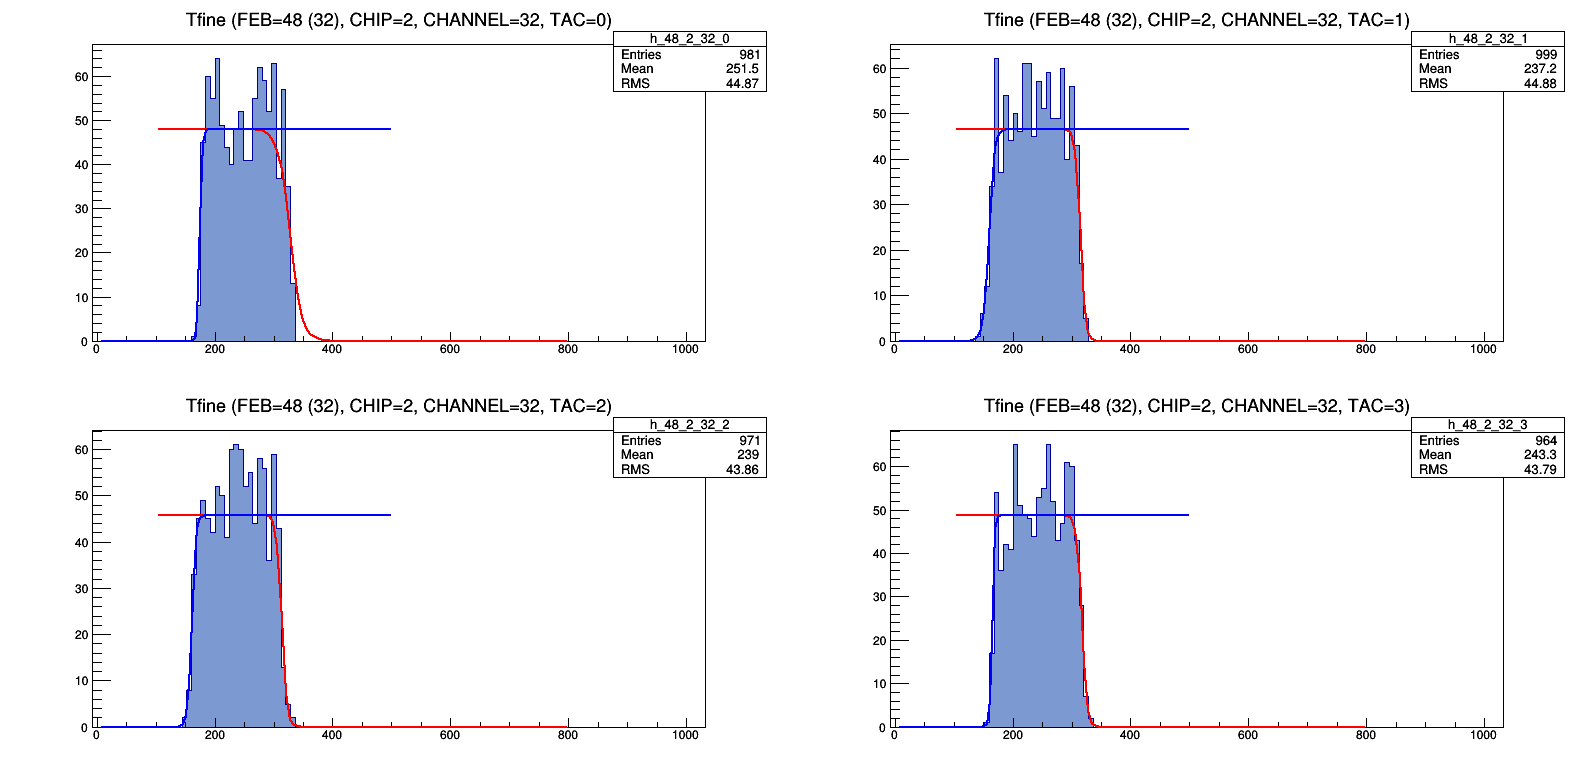 Tfine (FEB=48 (32), CHIP=2, CHANNEL=32, TAC=0)
h_48_2_32_0
Entries 981
Mean 251.5
RMS 44.87
60
50
40
30
20
10
0
0 200 400 600 800 1000
Tfine (FEB=48 (32), CHIP=2, CHANNEL=32, TAC=1)
h_48_2_32_1
Entries 999
Mean 237.2
RMS 44.88
60
50
40
30
20
10
0
0 200 400 600 800 1000
Tfine (FEB=48 (32), CHIP=2, CHANNEL=32, TAC=2)
h_48_2_32_2
Entries 971
Mean 239
RMS 43.86
60
50
40
30
20
10
0
0 200 400 600 800 1000
Tfine (FEB=48 (32), CHIP=2, CHANNEL=32, TAC=3)
h_48_2_32_3
Entries 964
Mean 243.3
RMS 43.79
60
50
40
30
20
10
0
0 200 400 600 800 1000